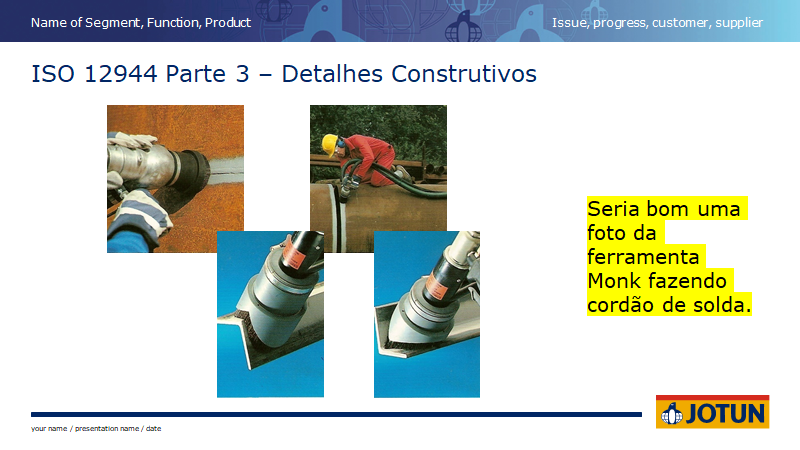 Name of Segment, Function, Product
Issue, progress, customer, supplier
ISO 12944 Parte 3 – Detalhes Construtivos
Seria bom uma
foto da
ferramenta
Monk fazendo
cordão de solda.
JOTUN
your name / presentation name / date